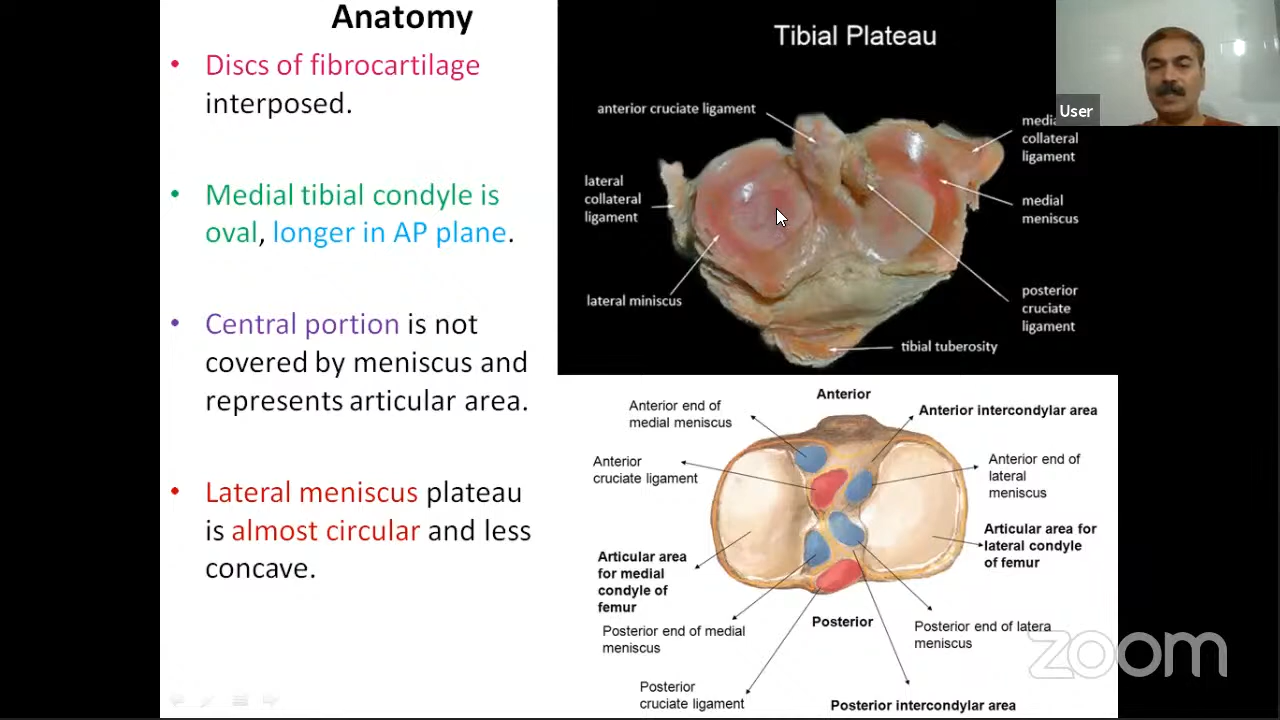 Anatomy
• Discs of fibrocartilage
interposed.
• Medial tibial condyle is
oval, longer in AP plane.
• Central portion is not
covered by meniscus and
represents articular area.
• Lateral meniscus plateau
is almost circular and less
concave.
Tibial Plateau
anterior cruciate ligament
lateral
collateral
ligament
lateral miniscus
collateral
ligament
medial
meniscus
posterior
cruciate
ligament
tibial tuberosity
User
Anterior
Anterior end of
medial meniscus
Anterior intercondylar area
Anterior
cruciate ligament
Anterior end of
lateral
meniscus
Articular area for
lateral condyle
of femur
Articular area
for medial
condyle of
femur
Posterior
Posterior end of medial
meniscus
Posterior end of latera
meniscus
Posterior
cruciate ligament
Posterior intercondylar area
zoom